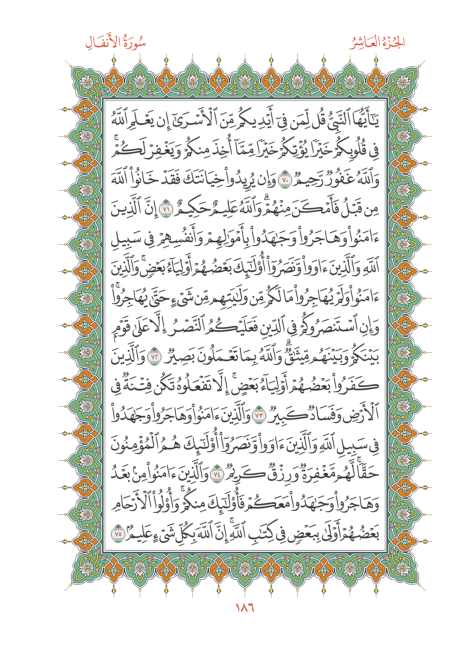 الجُزْءُ العَاشِرُ
سُورَةُ الأَنفَالِ
يَٰٓأَيُّهَا ٱلنَّبِيُّ قُل لِّمَن فِيٓ أَيۡدِيكُم مِّنَ ٱلۡأَسۡرَىٰٓ إِن يَعۡلَمِ ٱللَّهُ
فِي قُلُوبِكُمۡ خَيۡرٗا يُؤۡتِكُمۡ خَيۡرٗا مِّمَّآ أُخِذَ مِنكُمۡ وَيَغۡفِرۡ لَكُمۡۚ
وَٱللَّهُ غَفُورٞ رَّحِيمٞ ٧٠ وَإِن يُرِيدُواْ خِيَانَتَكَ فَقَدۡ خَانُواْ ٱللَّهَ
مِن قَبۡلُ فَأَمۡكَنَ مِنۡهُمۡۗ وَٱللَّهُ عَلِيمٌ حَكِيمٌ ٧١ إِنَّ ٱلَّذِينَ
ءَامَنُواْ وَهَاجَرُواْ وَجَٰهَدُواْ بِأَمۡوَٰلِهِمۡ وَأَنفُسِهِمۡ فِي سَبِيلِ
ٱللَّهِ وَٱلَّذِينَ ءَاوَواْ وَّنَصَرُوٓاْ أُوْلَٰٓئِكَ بَعۡضُهُمۡ أَوۡلِيَآءُ بَعۡضٖۚ وَٱلَّذِينَ
ءَامَنُواْ وَلَمۡ يُهَاجِرُواْ مَا لَكُم مِّن وَلَٰيَتِهِم مِّن شَيۡءٍ حَتَّىٰ يُهَاجِرُواْۚ
وَإِنِ ٱسۡتَنصَرُوكُمۡ فِي ٱلدِّينِ فَعَلَيۡكُمُ ٱلنَّصۡرُ إِلَّا عَلَىٰ قَوۡمِۭ
بَيۡنَكُمۡ وَبَيۡنَهُم مِّيثَٰقٞۗ وَٱللَّهُ بِمَا تَعۡمَلُونَ بَصِيرٞ ٧٢ وَٱلَّذِينَ
كَفَرُواْ بَعۡضُهُمۡ أَوۡلِيَآءُ بَعۡضٍۚ إِلَّا تَفۡعَلُوهُ تَكُن فِتۡنَةٞ فِي
ٱلۡأَرۡضِ وَفَسَادٞ كَبِيرٞ ٧٣ وَٱلَّذِينَ ءَامَنُواْ وَهَاجَرُواْ وَجَٰهَدُواْ
فِي سَبِيلِ ٱللَّهِ وَٱلَّذِينَ ءَاوَواْ وَّنَصَرُوٓاْ أُوْلَٰٓئِكَ هُمُ ٱلۡمُؤۡمِنُونَ
حَقّٗاۚ لَّهُم مَّغۡفِرَةٞ وَرِزۡقٞ كَرِيمٞ ٧٤ وَٱلَّذِينَ ءَامَنُواْ مِنۢ بَعۡدُ
وَهَاجَرُواْ وَجَٰهَدُواْ مَعَكُمۡ فَأُوْلَٰٓئِكَ مِنكُمۡۚ وَأُوْلُواْ ٱلۡأَرۡحَامِ
بَعۡضُهُمۡ أَوۡلَىٰ بِبَعۡضٖ فِي كِتَٰبِ ٱللَّهِۚ إِنَّ ٱللَّهَ بِكُلِّ شَيۡءٍ عَلِيمُۢ ٧٥
١٨٦